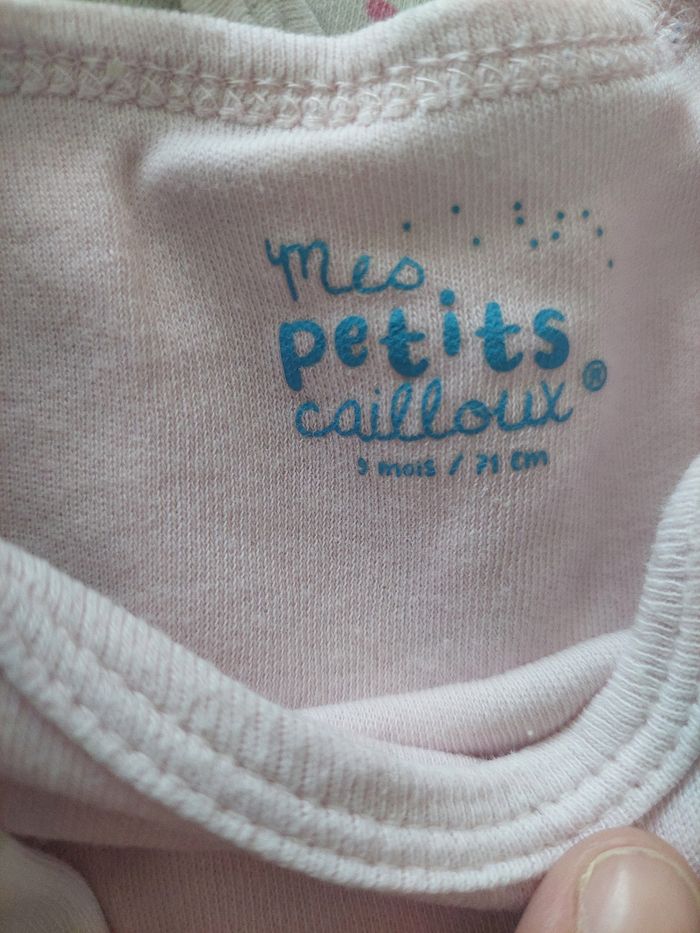 mes
petits
cailloux®
9 mois / 71 cm